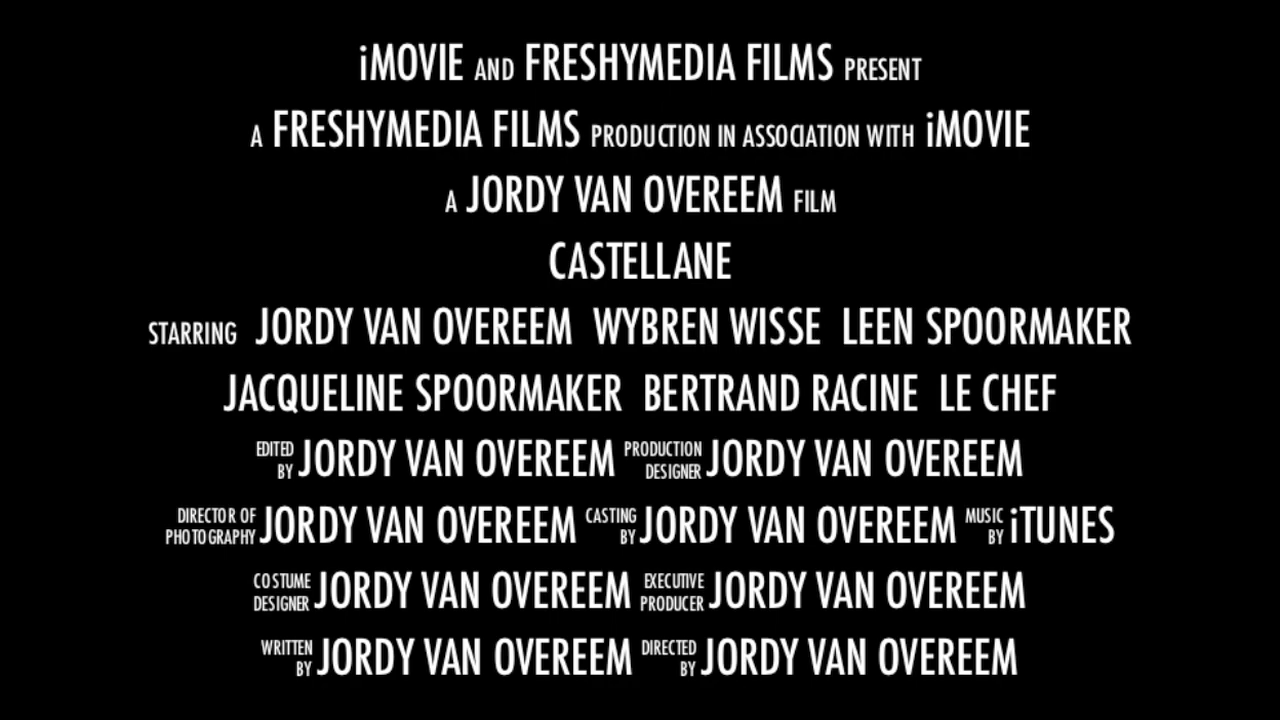 iMOVIE AND FRESHYMEDIA FILMS PRESENT
A FRESHYMEDIA FILMS PRODUCTION IN ASSOCIATION WITH iMOVIE
A JORDY VAN OVEREEM FILM
CASTELLANE
STARRING JORDY VAN OVEREEM WYBREN WISSE LEEN SPOORMAKER
JACQUELINE SPOORMAKER BERTRAND RACINE LE CHEF
EDITED BY JORDY VAN OVEREEM PRODUCTION DESIGNER JORDY VAN OVEREEM
DIRECTOR OF PHOTOGRAPHY JORDY VAN OVEREEM CASTING BY JORDY VAN OVEREEM MUSIC BY iTUNES
COSTUME DESIGNER JORDY VAN OVEREEM EXECUTIVE PRODUCER JORDY VAN OVEREEM
WRITTEN BY JORDY VAN OVEREEM DIRECTED BY JORDY VAN OVEREEM